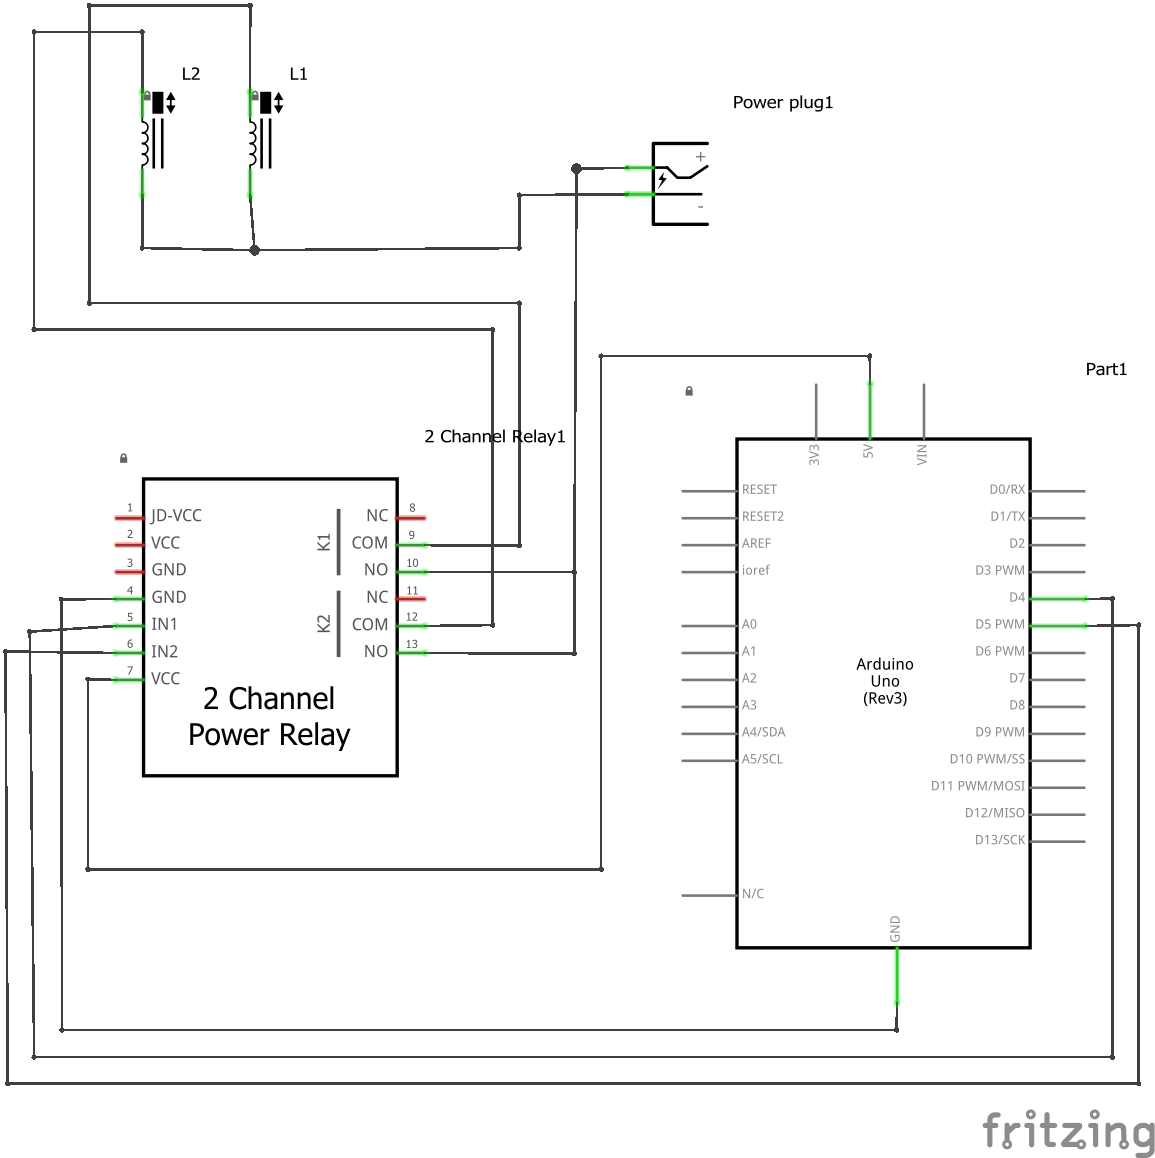 L2
L1
Power plug1
+
-
Part1
2 Channel Relay1
3V3
5V
VIN
1
JD-VCC
2
VCC
3
GND
4
GND
5
IN1
6
IN2
7
VCC
K1
K2
NC
8
COM
9
NO
10
NC
11
COM
12
NO
13
2 Channel
Power Relay
RESET
RESET2
AREF
ioref
A0
A1
A2
A3
A4/SDA
A5/SCL
N/C
D0/RX
D1/TX
D2
D3 PWM
D4
D5 PWM
D6 PWM
D7
D8
D9 PWM
D10 PWM/SS
D11 PWM/MOSI
D12/MISO
D13/SCK
Arduino
Uno
(Rev3)
GND
fritzing